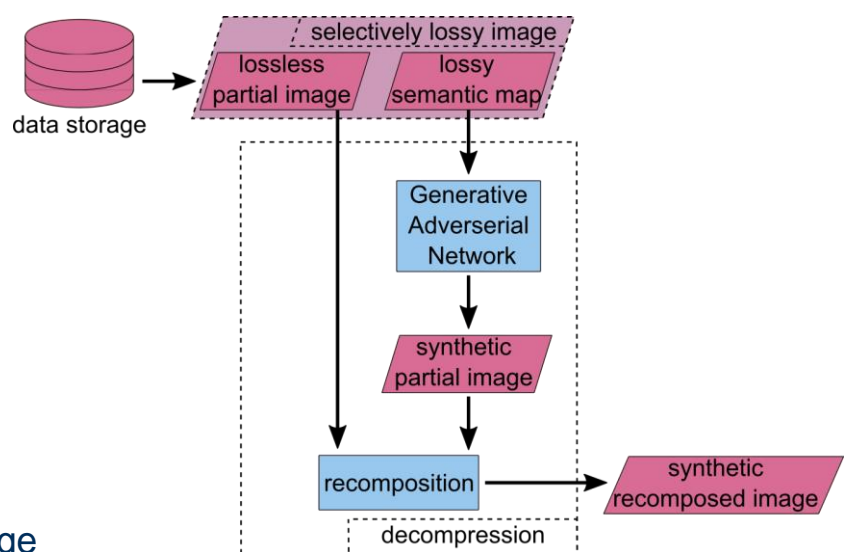 selectively lossy image
lossless
partial image
lossy
semantic map
data storage
Generative
Adverserial
Network
synthetic
partial image
recomposition
synthetic
recomposed image
decompression
ge